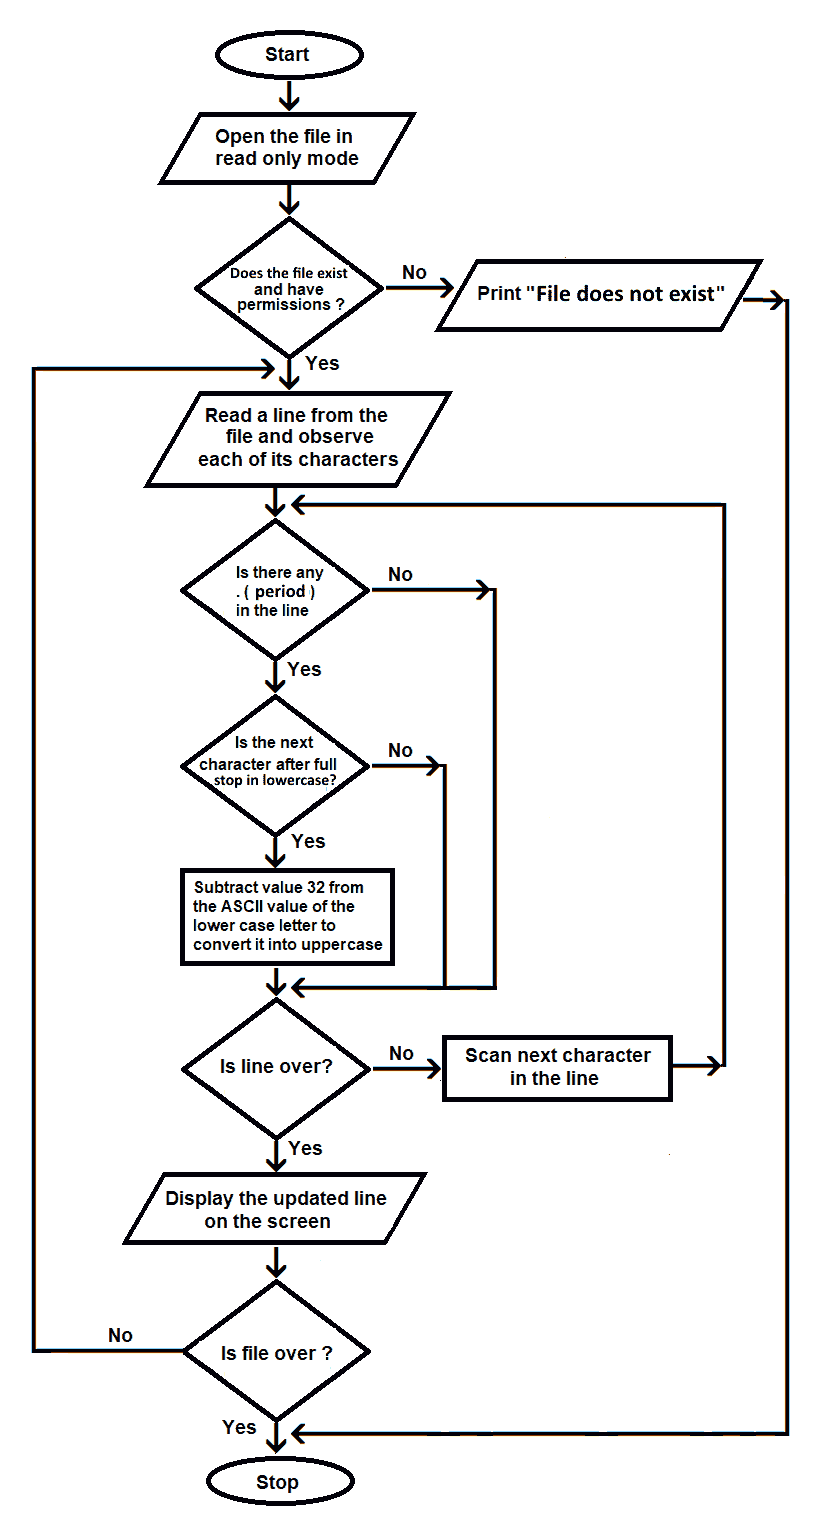 Start
Open the file in
read only mode
Does the file exist
and have
permissions ?
No
Print "File does not exist"
Yes
Read a line from the
file and observe
each of its characters
Is there any
. ( period )
in the line
No
Yes
Is the next
character after full
stop in lowercase?
No
Yes
Subtract value 32 from
the ASCII value of the
lower case letter to
convert it into uppercase
Is line over?
No
Scan next character
in the line
Yes
Display the updated line
on the screen
Is file over ?
No
Yes
Stop